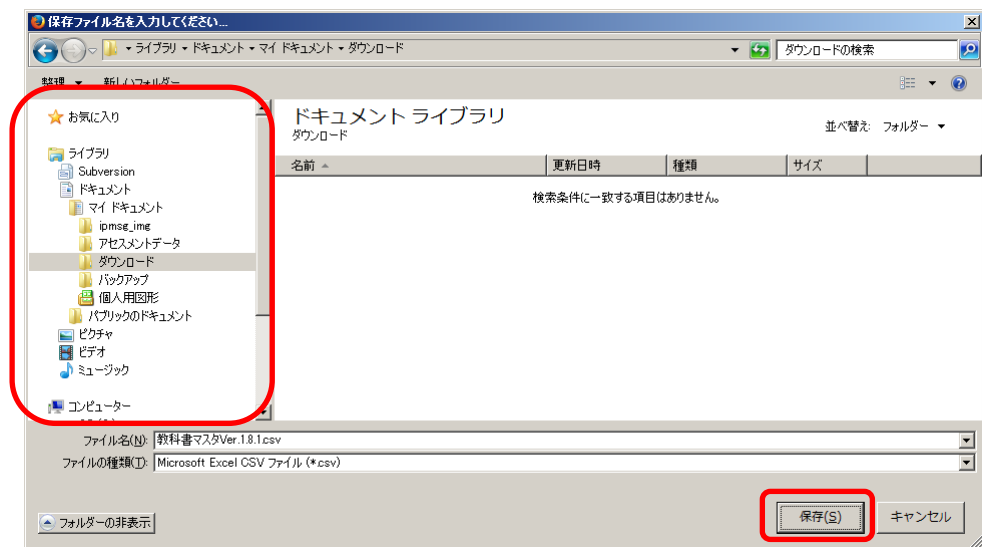 保存ファイル名を入力してください...
ライブラリ ドキュメント マイ ドキュメント ダウンロード
ダウンロードの検索
整理 新しいフォルダー
お気に入り
ライブラリ
Subversion
ドキュメント
マイ ドキュメント
ipmsg_img
アセスメントデータ
ダウンロード
バックアップ
個人用図形
パブリックのドキュメント
ピクチャ
ビデオ
ミュージック
コンピューター
ドキュメント ライブラリ
ダウンロード
並べ替え: フォルダー
名前 更新日時 種類 サイズ
検索条件に一致する項目はありません。
ファイル名(N): 教科書マスタVer.1.8.1.csv
ファイルの種類(T): Microsoft Excel CSV ファイル (*.csv)
フォルダーの非表示
保存(S) キャンセル